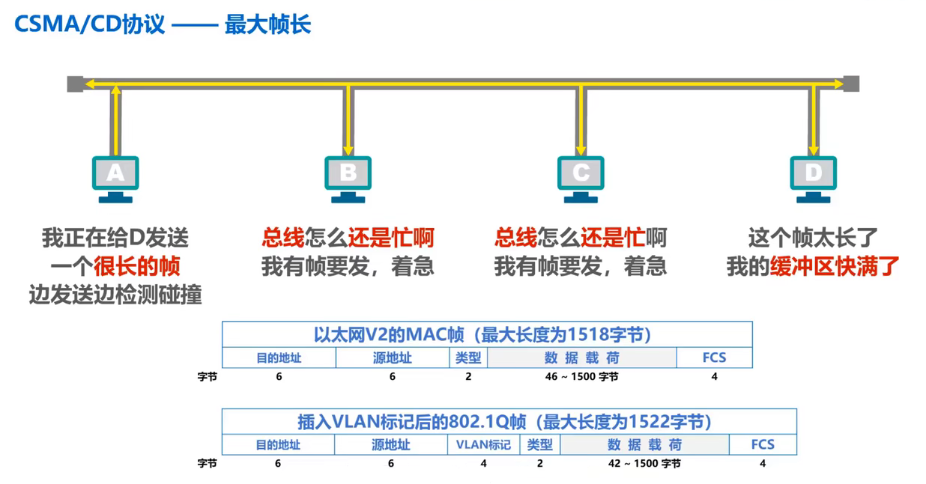 CSMA/CD协议 —— 最大帧长
A
B
C
D
我正在给D发送
一个很长的帧
边发送边检测碰撞
总线怎么还是忙啊
我有帧要发，着急
总线怎么还是忙啊
我有帧要发，着急
这个帧太长了
我的缓冲区快满了
以太网V2的MAC帧（最大长度为1518字节）
目的地址 源地址 类型 数 据 载 荷 FCS
字节 6 6 2 46 ~ 1500 字节 4
插入VLAN标记后的802.1Q帧（最大长度为1522字节）
目的地址 源地址 VLAN标记 类型 数 据 载 荷 FCS
字节 6 6 4 2 42 ~ 1500 字节 4